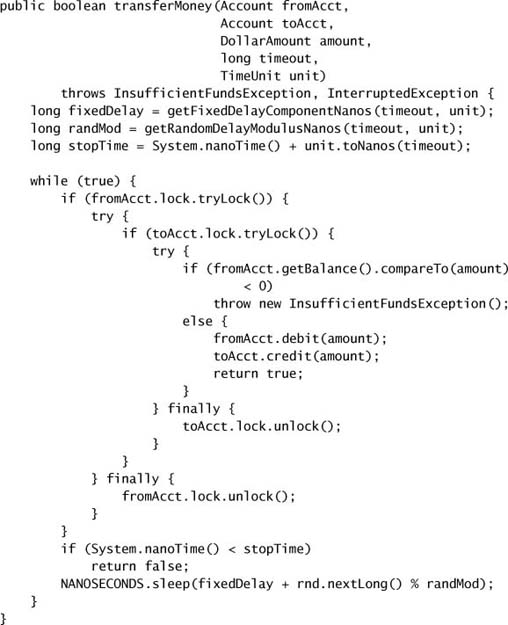 public boolean transferMoney(Account fromAcct,
                             Account toAcct,
                             DollarAmount amount,
                             long timeout,
                             TimeUnit unit)
        throws InsufficientFundsException, InterruptedException {
    long fixedDelay = getFixedDelayComponentNanos(timeout, unit);
    long randMod = getRandomDelayModulusNanos(timeout, unit);
    long stopTime = System.nanoTime() + unit.toNanos(timeout);

    while (true) {
        if (fromAcct.lock.tryLock()) {
            try {
                if (toAcct.lock.tryLock()) {
                    try {
                        if (fromAcct.getBalance().compareTo(amount)
                                < 0)
                            throw new InsufficientFundsException();
                        else {
                            fromAcct.debit(amount);
                            toAcct.credit(amount);
                            return true;
                        }
                    } finally {
                        toAcct.lock.unlock();
                    }
                }
            } finally {
                fromAcct.lock.unlock();
            }
        }
        if (System.nanoTime() < stopTime)
            return false;
        NANOSECONDS.sleep(fixedDelay + rnd.nextLong() % randMod);
    }
}